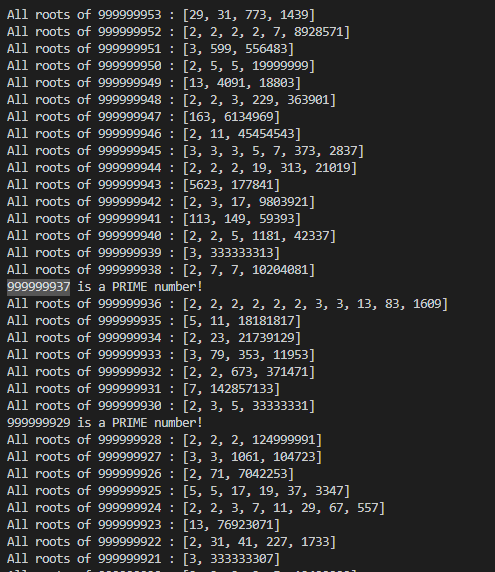 All roots of 999999953 : [29, 31, 773, 1439]
All roots of 999999952 : [2, 2, 2, 2, 7, 8928571]
All roots of 999999951 : [3, 599, 556483]
All roots of 999999950 : [2, 5, 5, 19999999]
All roots of 999999949 : [13, 4091, 18803]
All roots of 999999948 : [2, 2, 3, 229, 363901]
All roots of 999999947 : [163, 6134969]
All roots of 999999946 : [2, 11, 45454543]
All roots of 999999945 : [3, 3, 3, 5, 7, 373, 2837]
All roots of 999999944 : [2, 2, 2, 19, 313, 21019]
All roots of 999999943 : [5623, 177841]
All roots of 999999942 : [2, 3, 17, 9803921]
All roots of 999999941 : [113, 149, 59393]
All roots of 999999940 : [2, 2, 5, 1181, 42337]
All roots of 999999939 : [3, 333333313]
All roots of 999999938 : [2, 7, 7, 10204081]
999999937 is a PRIME number!
All roots of 999999936 : [2, 2, 2, 2, 2, 2, 3, 3, 13, 83, 1609]
All roots of 999999935 : [5, 11, 18181817]
All roots of 999999934 : [2, 23, 21739129]
All roots of 999999933 : [3, 79, 353, 11953]
All roots of 999999932 : [2, 2, 673, 371471]
All roots of 999999931 : [7, 142857133]
All roots of 999999930 : [2, 3, 5, 33333331]
999999929 is a PRIME number!
All roots of 999999928 : [2, 2, 2, 124999991]
All roots of 999999927 : [3, 3, 1061, 104723]
All roots of 999999926 : [2, 71, 7042253]
All roots of 999999925 : [5, 5, 17, 19, 37, 3347]
All roots of 999999924 : [2, 2, 3, 7, 11, 29, 67, 557]
All roots of 999999923 : [13, 76923071]
All roots of 999999922 : [2, 31, 41, 227, 1733]
All roots of 999999921 : [3, 333333307]